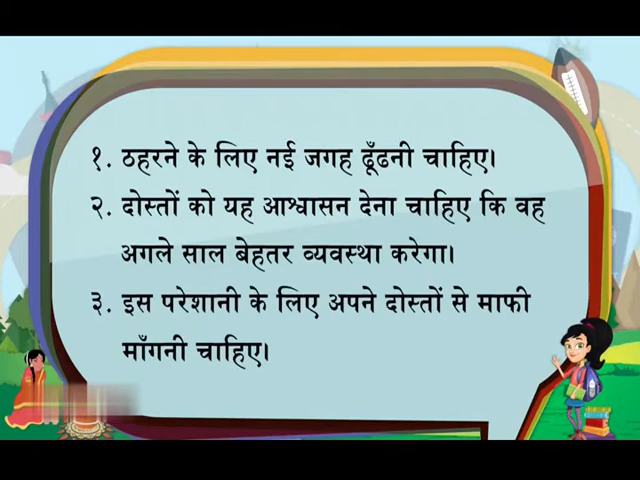 १. ठहरने के लिए नई जगह ढूँढनी चाहिए।
२. दोस्तों को यह आश्वासन देना चाहिए कि वह
अगले साल बेहतर व्यवस्था करेगा।
३. इस परेशानी के लिए अपने दोस्तों से माफी
माँगनी चाहिए।